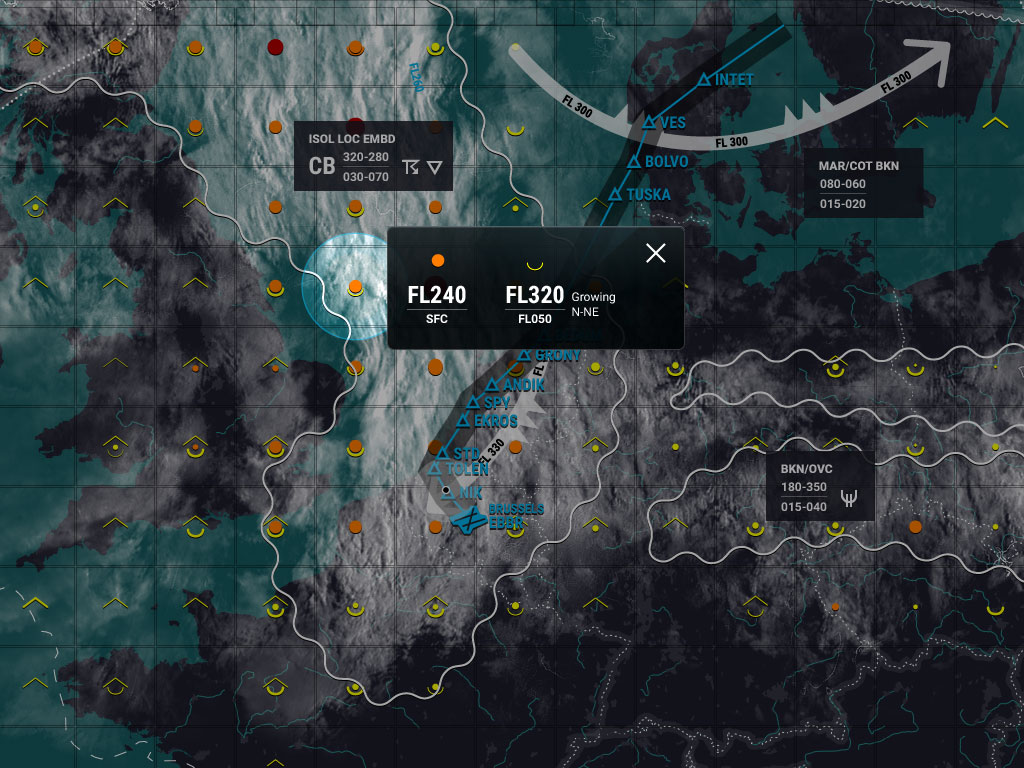 FL300
FL 300
FL 300
FL 300
INTET
VES
BOLVO
TUSKA
ISOL LOC EMBD
CB
320-280
030-070
MAR/COT BKN
080-060
015-020
FL240
SFC
FL320
FL050
Growing
N-NE
GRONY
FL
ANDIK
SPY
EKROS
STD
FL 330
TOLEN
NIK
BRUSSELS
EBBR
BKN/OVC
180-350
015-040